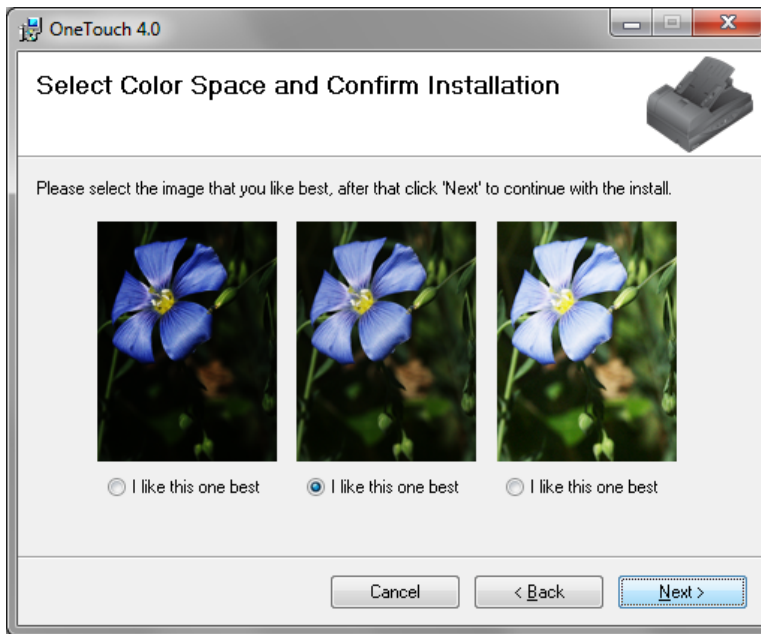 OneTouch 4.0
Select Color Space and Confirm Installation
Please select the image that you like best, after that click 'Next' to continue with the install.
I like this one best I like this one best I like this one best
Cancel < Back Next >